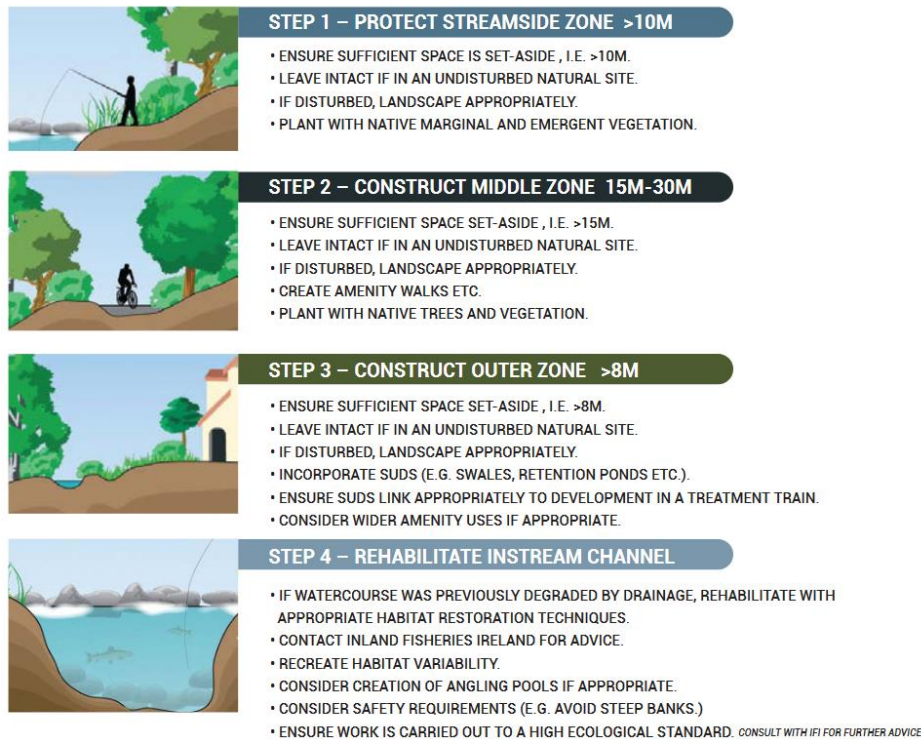 STEP 1 – PROTECT STREAMSIDE ZONE >10M
• ENSURE SUFFICIENT SPACE IS SET-ASIDE , I.E. >10M.
• LEAVE INTACT IF IN AN UNDISTURBED NATURAL SITE.
• IF DISTURBED, LANDSCAPE APPROPRIATELY.
• PLANT WITH NATIVE MARGINAL AND EMERGENT VEGETATION.
STEP 2 – CONSTRUCT MIDDLE ZONE 15M-30M
• ENSURE SUFFICIENT SPACE SET-ASIDE , I.E. >15M.
• LEAVE INTACT IF IN AN UNDISTURBED NATURAL SITE.
• IF DISTURBED, LANDSCAPE APPROPRIATELY.
• CREATE AMENITY WALKS ETC.
• PLANT WITH NATIVE TREES AND VEGETATION.
STEP 3 – CONSTRUCT OUTER ZONE >8M
• ENSURE SUFFICIENT SPACE SET-ASIDE , I.E. >8M.
• LEAVE INTACT IF IN AN UNDISTURBED NATURAL SITE.
• IF DISTURBED, LANDSCAPE APPROPRIATELY.
• INCORPORATE SUDS (E.G. SWALES, RETENTION PONDS ETC.).
• ENSURE SUDS LINK APPROPRIATELY TO DEVELOPMENT IN A TREATMENT TRAIN.
• CONSIDER WIDER AMENITY USES IF APPROPRIATE.
STEP 4 – REHABILITATE INSTREAM CHANNEL
• IF WATERCOURSE WAS PREVIOUSLY DEGRADED BY DRAINAGE, REHABILITATE WITH
APPROPRIATE HABITAT RESTORATION TECHNIQUES.
• CONTACT INLAND FISHERIES IRELAND FOR ADVICE.
• RECREATE HABITAT VARIABILITY.
• CONSIDER CREATION OF ANGLING POOLS IF APPROPRIATE.
• CONSIDER SAFETY REQUIREMENTS (E.G. AVOID STEEP BANKS.)
• ENSURE WORK IS CARRIED OUT TO A HIGH ECOLOGICAL STANDARD. CONSULT WITH IFI FOR FURTHER ADVICE